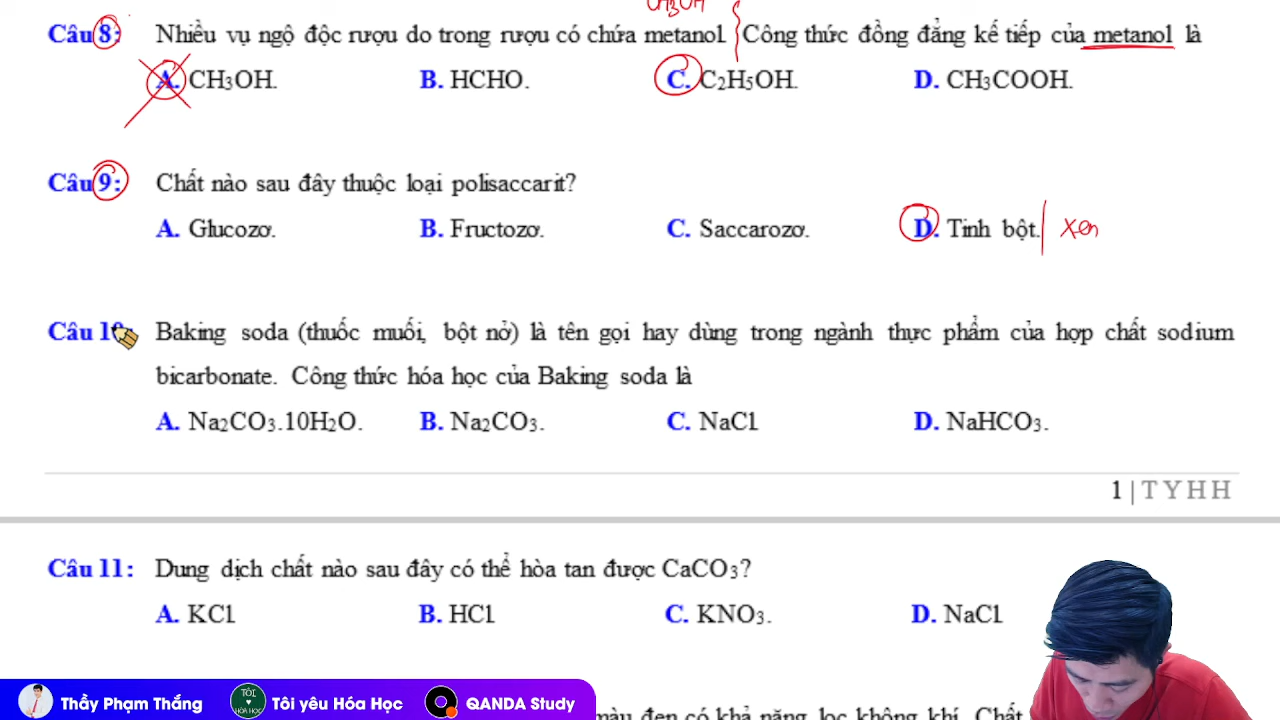 CH3OH
Câu 8: Nhiều vụ ngộ độc rượu do trong rượu có chứa metanol. Công thức đồng đẳng kế tiếp của metanol là
A. CH3OH. B. HCHO. C. C2H5OH. D. CH3COOH.
Câu 9: Chất nào sau đây thuộc loại polisaccarit?
A. Glucozơ. B. Fructozơ. C. Saccarozơ. D. Tinh bột. xen
Câu 10: Baking soda (thuốc muối, bột nở) là tên gọi hay dùng trong ngành thực phẩm của hợp chất sodium
bicarbonate. Công thức hóa học của Baking soda là
A. Na2CO3.10H2O. B. Na2CO3. C. NaCl D. NaHCO3.
1 | T Y H H
Câu 11: Dung dịch chất nào sau đây có thể hòa tan được CaCO3?
A. KCl B. HCl C. KNO3. D. NaCl
màu đen có khả năng lọc không khí. Chất
Thầy Phạm Thắng TÔI YÊU HÓA HỌC Tôi yêu Hóa Học QANDA Study